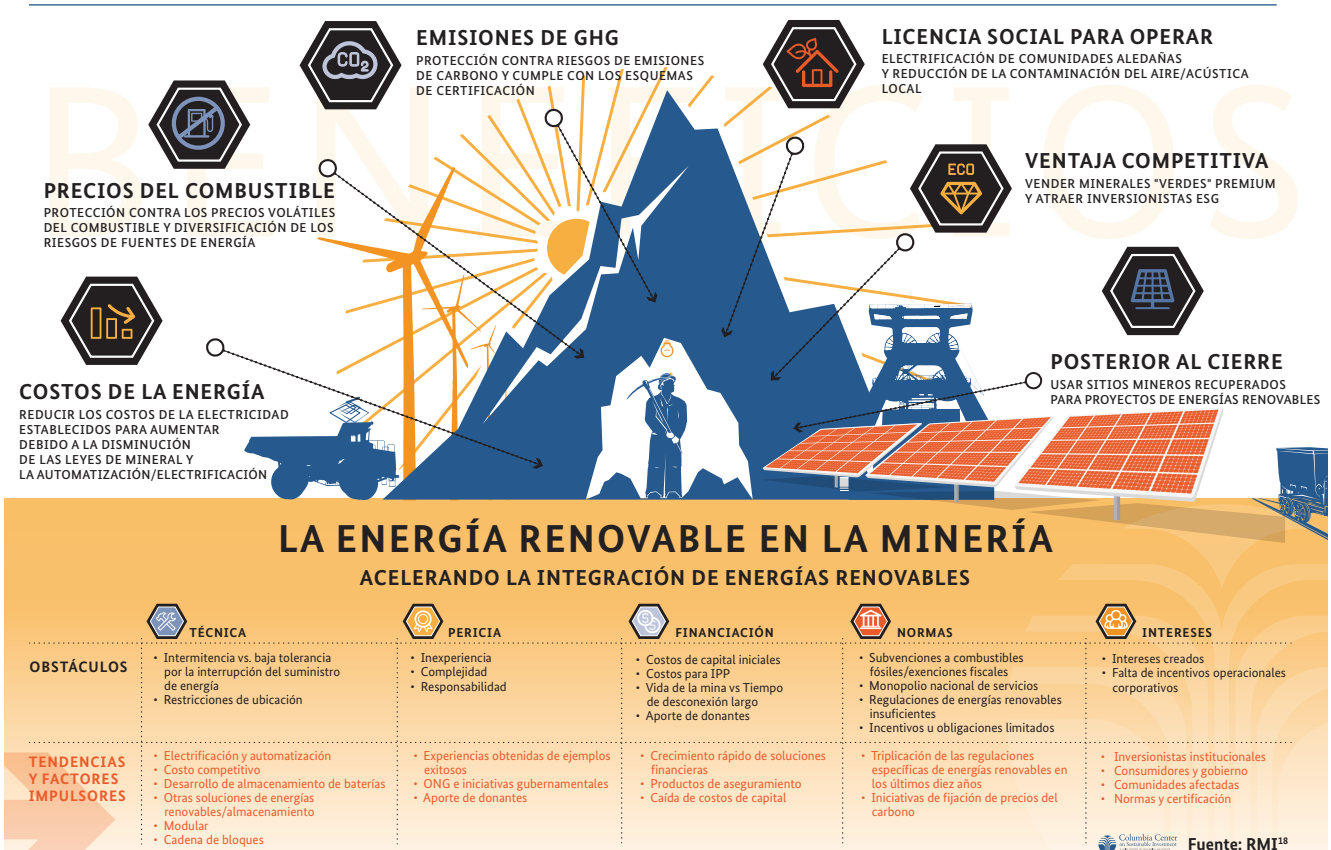 BENEFICIOS
EMISIONES DE GHG
PROTECCIÓN CONTRA RIESGOS DE EMISIONES
DE CARBONO Y CUMPLE CON LOS ESQUEMAS
DE CERTIFICACIÓN
CO2
LICENCIA SOCIAL PARA OPERAR
ELECTRIFICACIÓN DE COMUNIDADES ALEDAÑAS
Y REDUCCIÓN DE LA CONTAMINACIÓN DEL AIRE/ACÚSTICA
LOCAL
PRECIOS DEL COMBUSTIBLE
PROTECCIÓN CONTRA LOS PRECIOS VOLÁTILES
DEL COMBUSTIBLE Y DIVERSIFICACIÓN DE LOS
RIESGOS DE FUENTES DE ENERGÍA
ECO
VENTAJA COMPETITIVA
VENDER MINERALES "VERDES" PREMIUM
Y ATRAER INVERSIONISTAS ESG
COSTOS DE LA ENERGÍA
REDUCIR LOS COSTOS DE LA ELECTRICIDAD
ESTABLECIDOS PARA AUMENTAR
DEBIDO A LA DISMINUCIÓN
DE LAS LEYES DE MINERAL Y
LA AUTOMATIZACIÓN/ELECTRIFICACIÓN
POSTERIOR AL CIERRE
USAR SITIOS MINEROS RECUPERADOS
PARA PROYECTOS DE ENERGÍAS RENOVABLES
LA ENERGÍA RENOVABLE EN LA MINERÍA
ACELERANDO LA INTEGRACIÓN DE ENERGÍAS RENOVABLES
TÉCNICA
PERICIA
FINANCIACIÓN
NORMAS
INTERESES
OBSTÁCULOS
• Intermitencia vs. baja tolerancia
por la interrupción del suministro
de energía
• Restricciones de ubicación
• Inexperiencia
• Complejidad
• Responsabilidad
• Costos de capital iniciales
• Costos para IPP
• Vida de la mina vs Tiempo
de desconexión largo
• Aporte de donantes
• Subvenciones a combustibles
fósiles/exenciones fiscales
• Monopolio nacional de servicios
• Regulaciones de energías renovables
insuficientes
• Incentivos u obligaciones limitados
• Intereses creados
• Falta de incentivos operacionales
corporativos
TENDENCIAS
Y FACTORES
IMPULSORES
• Electrificación y automatización
• Costo competitivo
• Desarrollo de almacenamiento de baterías
• Otras soluciones de energías
renovables/almacenamiento
• Modular
• Cadena de bloques
• Experiencias obtenidas de ejemplos
exitosos
• ONG e iniciativas gubernamentales
• Aporte de donantes
• Crecimiento rápido de soluciones
financieras
• Productos de aseguramiento
• Caída de costos de capital
• Triplicación de las regulaciones
específicas de energías renovables en
los últimos diez años
• Iniciativas de fijación de precios del
carbono
• Inversionistas institucionales
• Consumidores y gobierno
• Comunidades afectadas
• Normas y certificación
Columbia Center
on Sustainable Investment
Fuente: RMI18